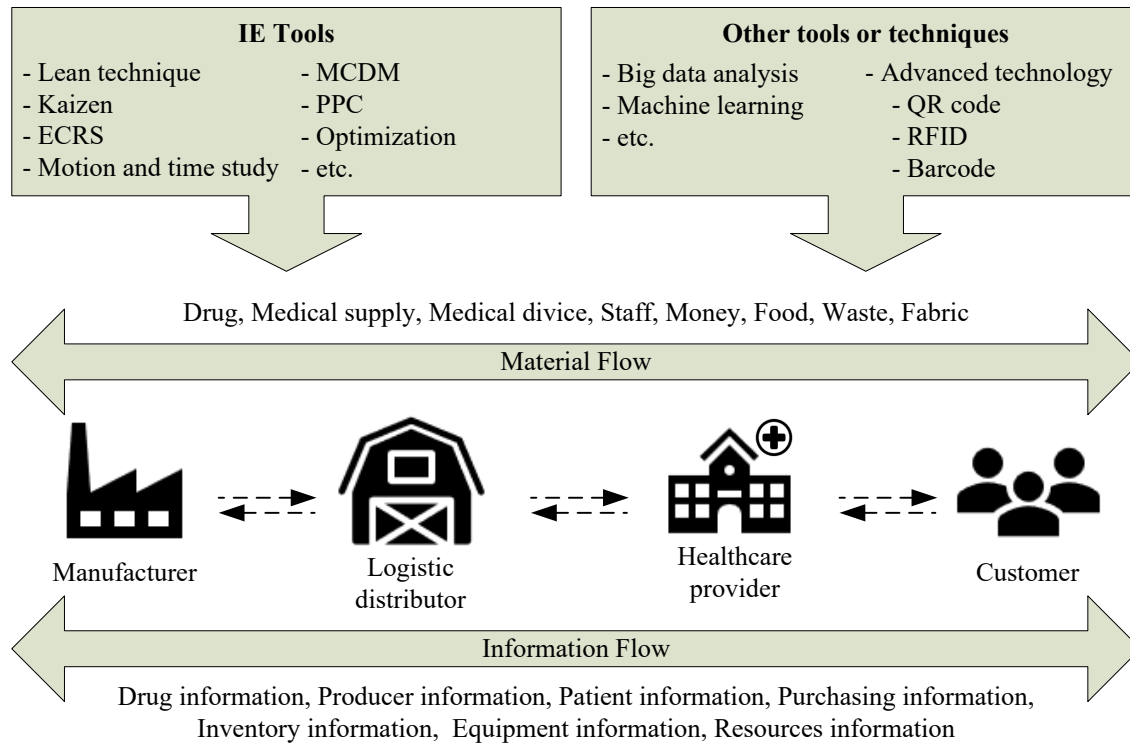 IE Tools
- Lean technique
- Kaizen
- ECRS
- Motion and time study
- MCDM
- PPC
- Optimization
- etc.
Other tools or techniques
- Big data analysis
- Machine learning
- etc.
- Advanced technology
- QR code
- RFID
- Barcode
Drug, Medical supply, Medical divice, Staff, Money, Food, Waste, Fabric
Material Flow
Manufacturer
Logistic
distributor
Healthcare
provider
Customer
Information Flow
Drug information, Producer information, Patient information, Purchasing information,
Inventory information, Equipment information, Resources information